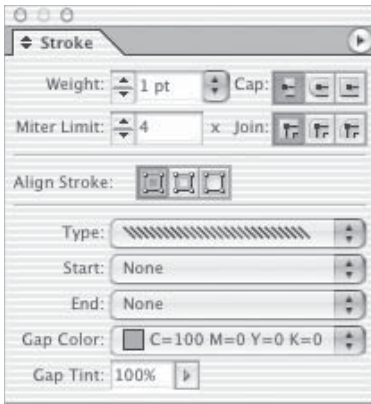 Stroke
Weight: 1 pt Cap:
Miter Limit: 4 x Join:
Align Stroke:
Type:
Start: None
End: None
Gap Color: C=100 M=0 Y=0 K=0
Gap Tint: 100%